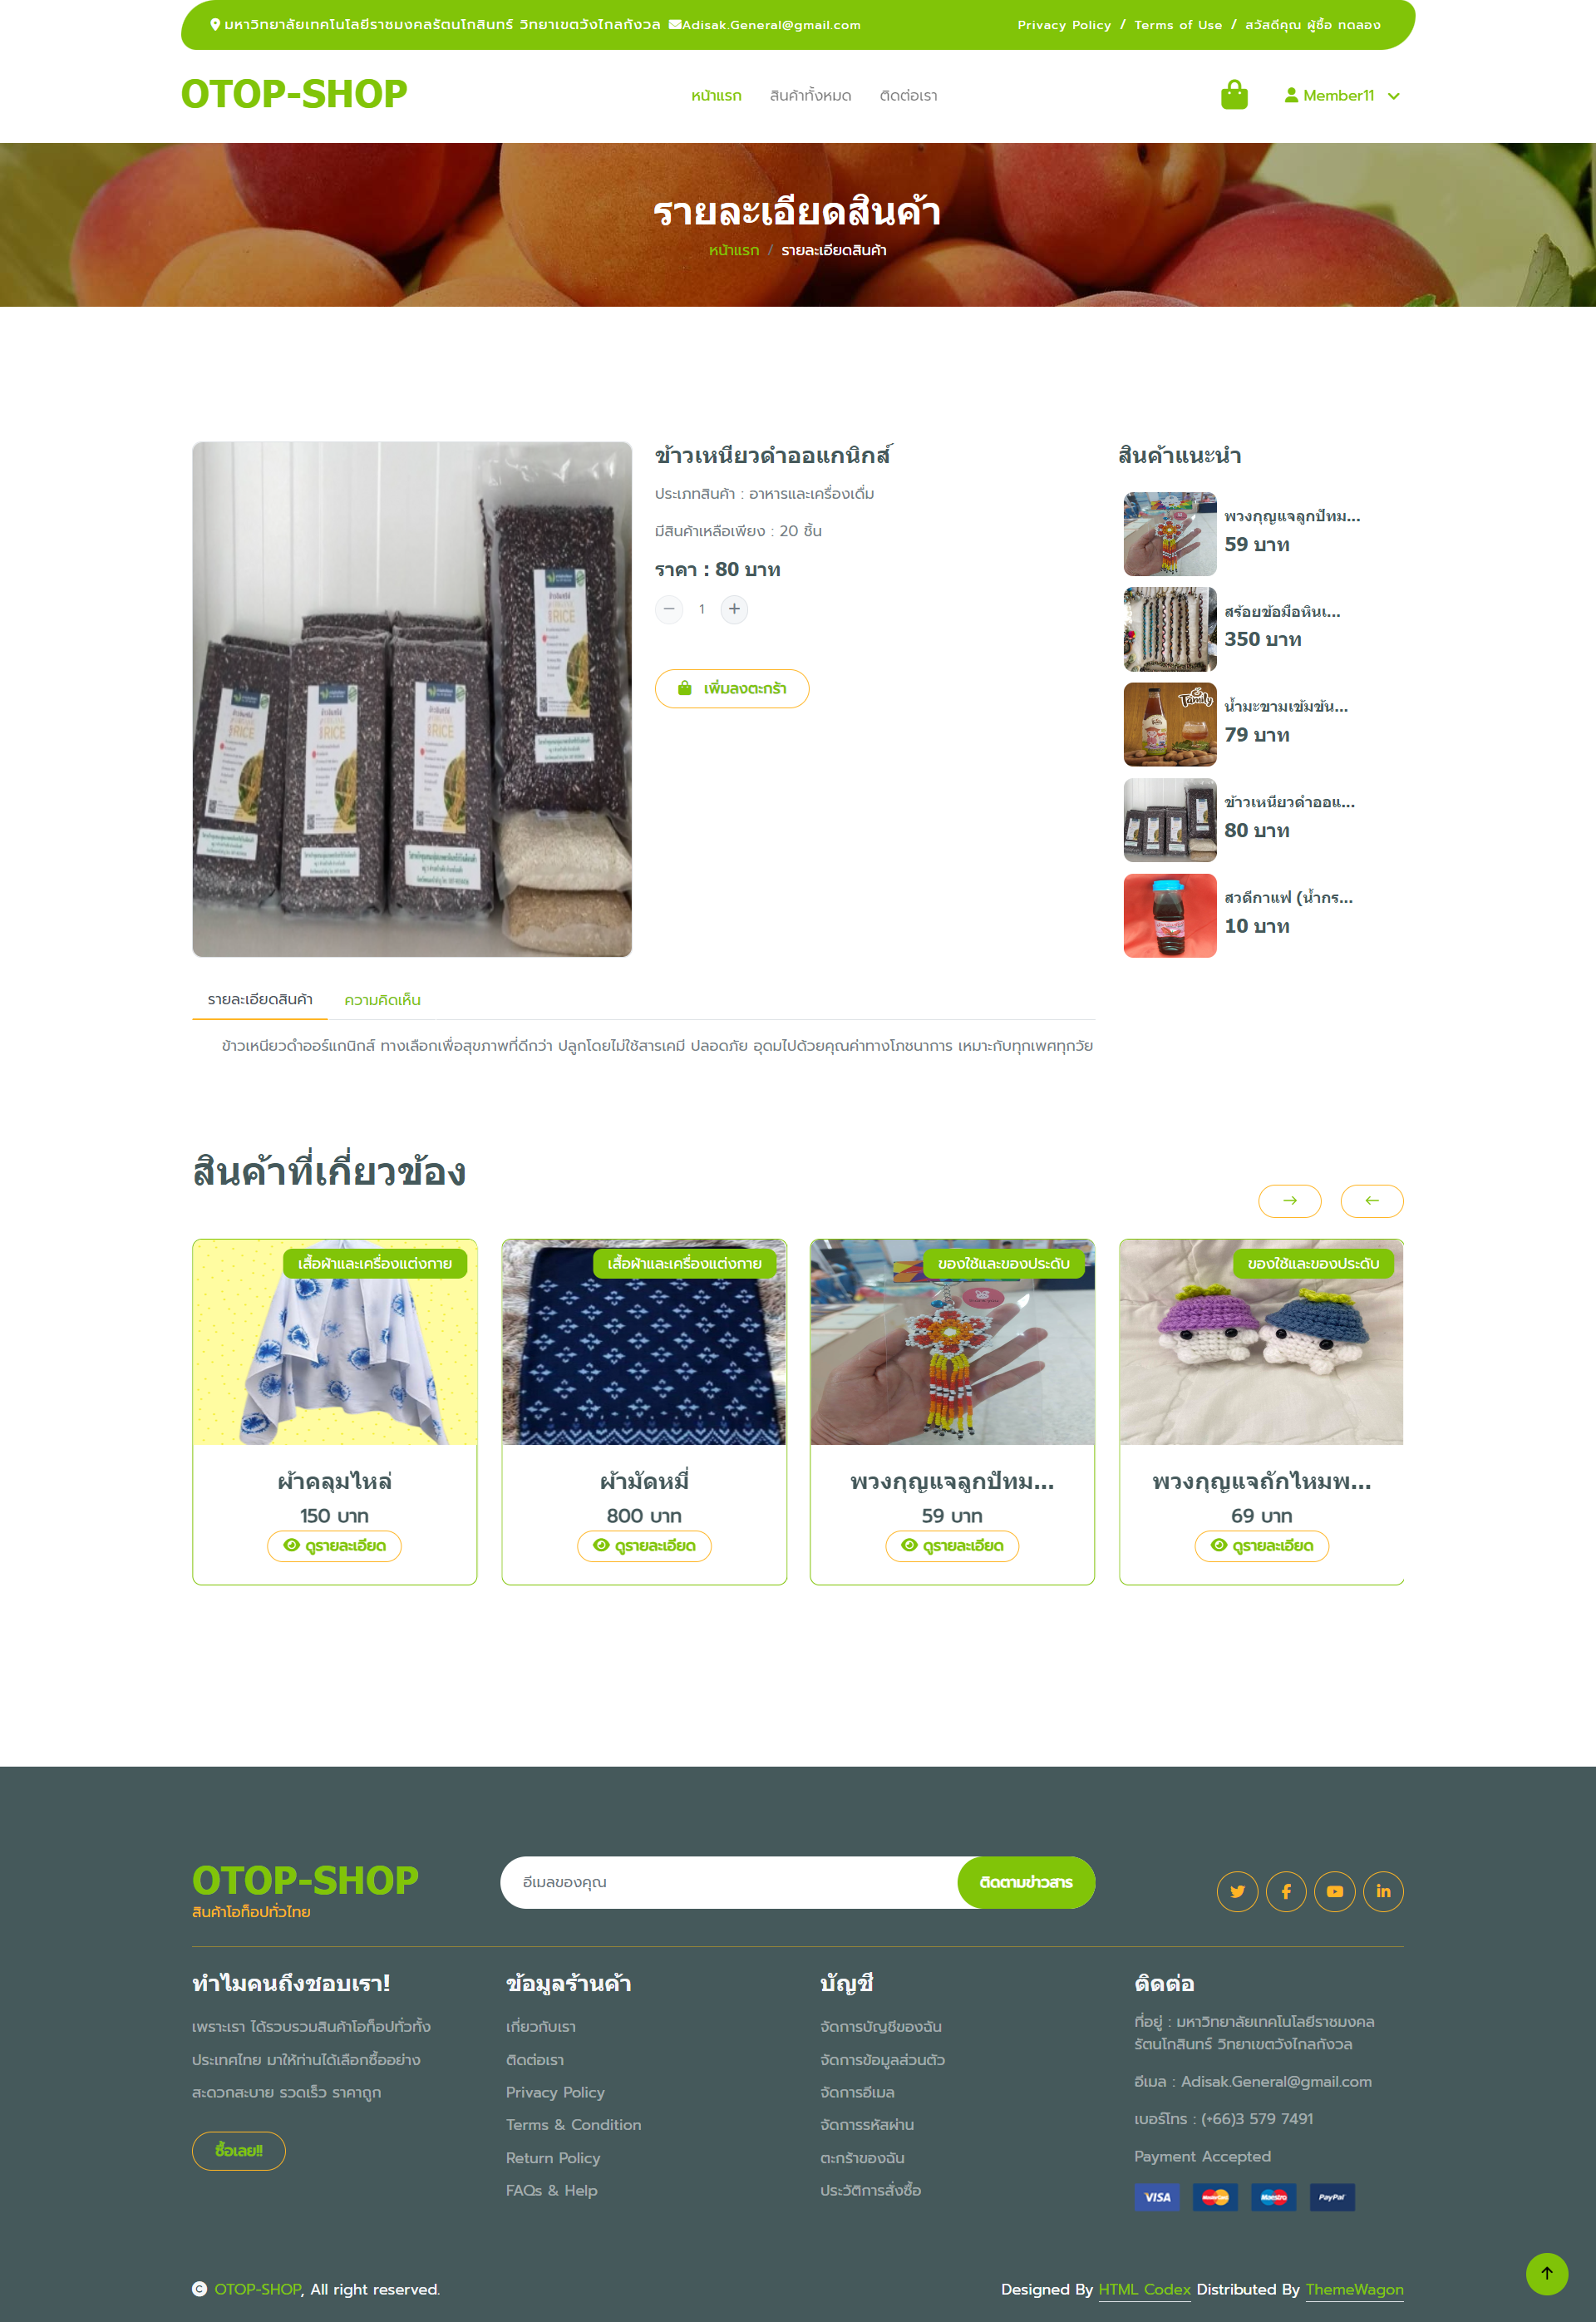 มหาวิทยาลัยเทคโนโลยีราชมงคลรัตนโกสินทร์ วิทยาเขตวังไกลกังวล Adisak.General@gmail.com
Privacy Policy / Terms of Use / สวัสดีคุณ ผู้ซื้อ ทดลอง
OTOP-SHOP
หน้าแรก สินค้าทั้งหมด ติดต่อเรา
Member11
รายละเอียดสินค้า
หน้าแรก / รายละเอียดสินค้า
ข้าวเหนียวดำออแกนิกส์
ประเภทสินค้า : อาหารและเครื่องเดื่ม
มีสินค้าเหลือเพียง : 20 ชิ้น
ราคา : 80 บาท
1
เพิ่มลงตะกร้า
RICE
RICE
RICE
RICE
สินค้าแนะนำ
พวงกุญแจลูกปัทม...
59 บาท
สร้อยข้อมือหินเ...
350 บาท
น้ำมะขามเข้มข้น...
79 บาท
Family
ข้าวเหนียวดำออแ...
80 บาท
สวดีกาแฟ (น้ำกร...
10 บาท
รายละเอียดสินค้า
ความคิดเห็น
ข้าวเหนียวดำออร์แกนิกส์ ทางเลือกเพื่อสุขภาพที่ดีกว่า ปลูกโดยไม่ใช้สารเคมี ปลอดภัย อุดมไปด้วยคุณค่าทางโภชนาการ เหมาะกับทุกเพศทุกวัย
สินค้าที่เกี่ยวข้อง
เสื้อผ้าและเครื่องแต่งกาย
ผ้าคลุมไหล่
150 บาท
ดูรายละเอียด
เสื้อผ้าและเครื่องแต่งกาย
ผ้ามัดหมี่
800 บาท
ดูรายละเอียด
ของใช้และของประดับ
พวงกุญแจลูกปัทม...
59 บาท
ดูรายละเอียด
ของใช้และของประดับ
พวงกุญแจถักไหมพ...
69 บาท
ดูรายละเอียด
OTOP-SHOP
สินค้าโอท็อปทั่วไทย
อีเมลของคุณ
ติดตามข่าวสาร
ทำไมคนถึงชอบเรา!
เพราะเรา ได้รวบรวมสินค้าโอท็อปทั่วทั้ง
ประเทศไทย มาให้ท่านได้เลือกซื้ออย่าง
สะดวกสะบาย รวดเร็ว ราคาถูก
ซื้อเลย!!
ข้อมูลร้านค้า
เกี่ยวกับเรา
ติดต่อเรา
Privacy Policy
Terms & Condition
Return Policy
FAQs & Help
บัญชี
จัดการบัญชีของฉัน
จัดการข้อมูลส่วนตัว
จัดการอีเมล
จัดการรหัสผ่าน
ตะกร้าของฉัน
ประวัติการสั่งซื้อ
ติดต่อ
ที่อยู่ : มหาวิทยาลัยเทคโนโลยีราชมงคล
รัตนโกสินทร์ วิทยาเขตวังไกลกังวล
อีเมล : Adisak.General@gmail.com
เบอร์โทร : (+66)3 579 7491
Payment Accepted
VISA MasterCard Maestro PayPal
© OTOP-SHOP, All right reserved.
Designed By HTML Codex Distributed By ThemeWagon